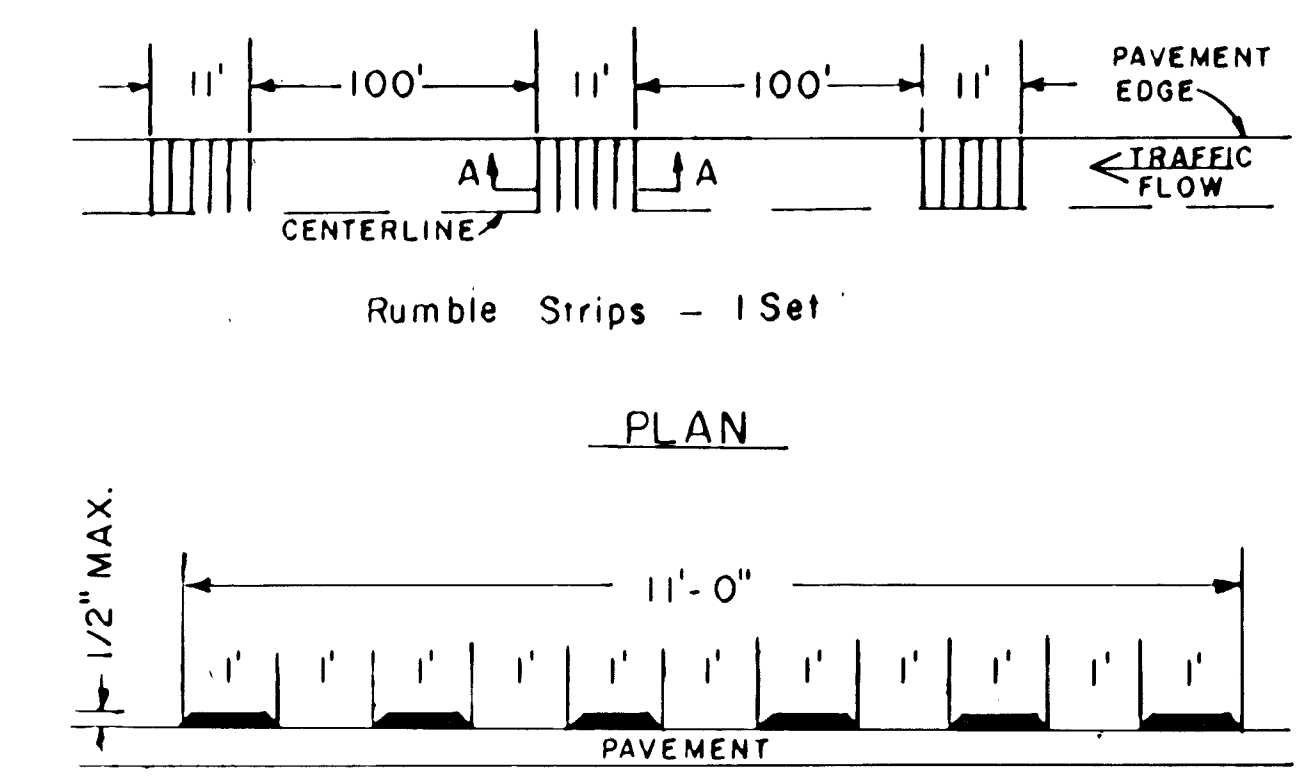 11' 100' 11' 100' 11'
PAVEMENT
EDGE
A A
TRAFFIC
FLOW
CENTERLINE
Rumble Strips - 1 Set
PLAN
1/2" MAX.
11'-0"
1' 1' 1' 1' 1' 1' 1' 1' 1' 1' 1'
PAVEMENT